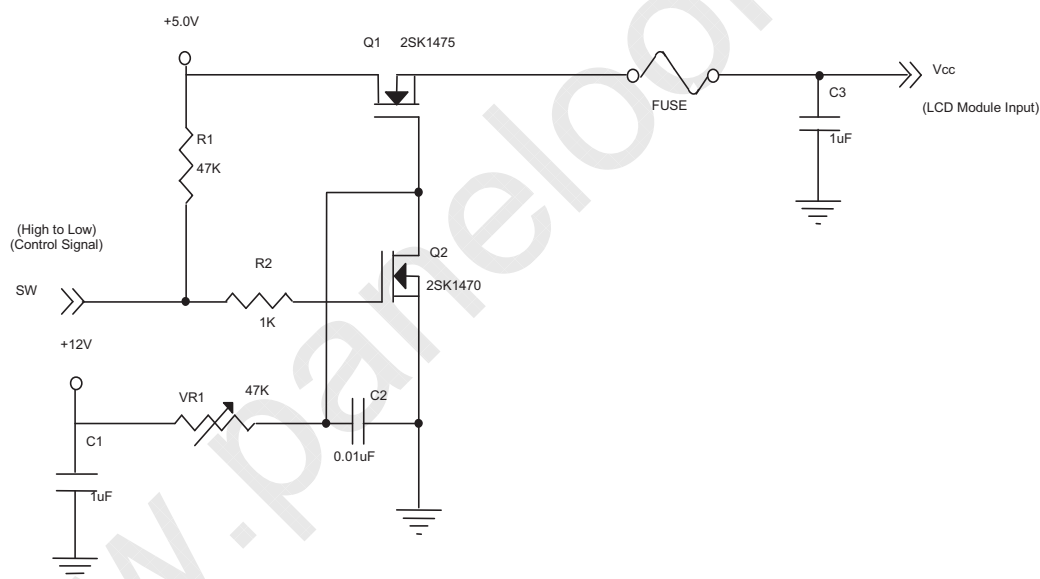 +5.0V
Q1 2SK1475
Vcc
FUSE
C3
(LCD Module Input)
R1
1uF
47K
(High to Low)
(Control Signal)
Q2
R2
SW
2SK1470
1K
+12V
VR1
47K
C2
C1
0.01uF
1uF
w.paneloo